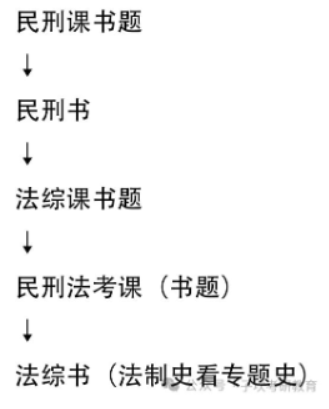 民刑课书题
↓
民刑书
↓
法综课书题
↓
民刑法考课（书题）
↓
法综书（法制史看专题史）